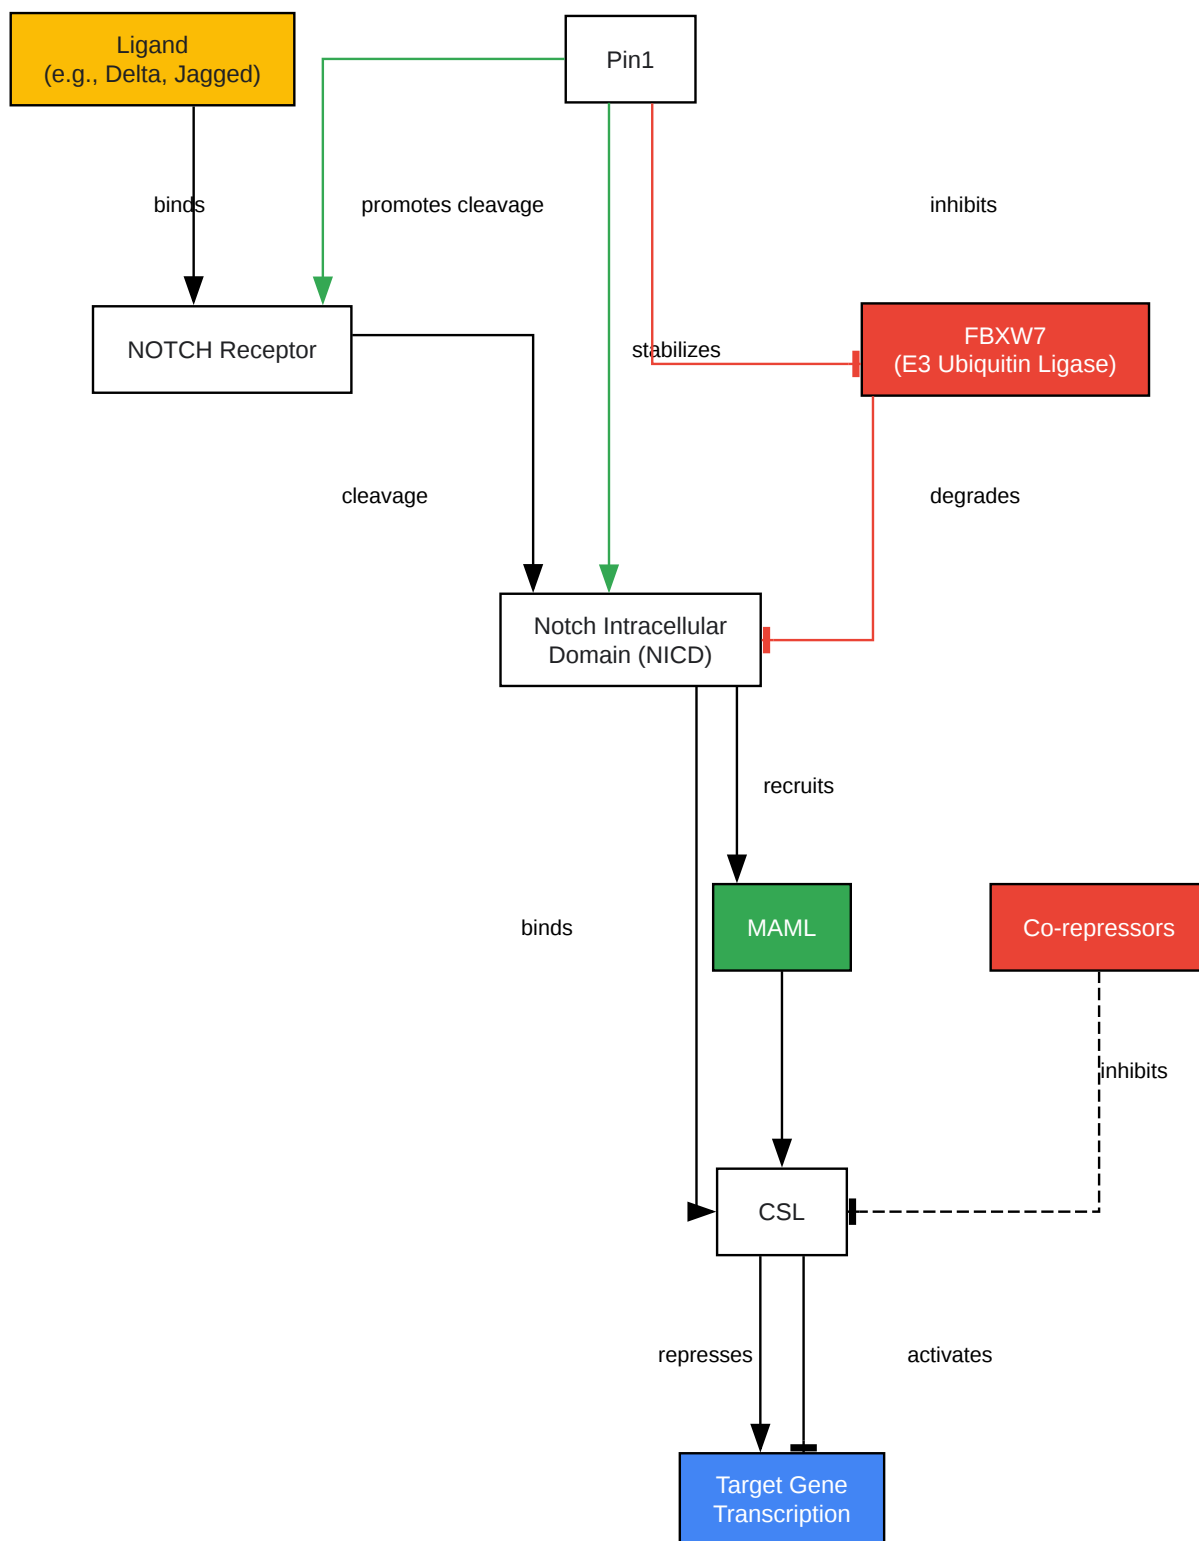 Ligand
(e.g., Delta, Jagged)
Pin1
binds
promotes cleavage
inhibits
NOTCH Receptor
stabilizes
FBXW7
(E3 Ubiquitin Ligase)
cleavage
degrades
Notch Intracellular
Domain (NICD)
recruits
binds
MAML
Co-repressors
inhibits
CSL
represses
activates
Target Gene
Transcription